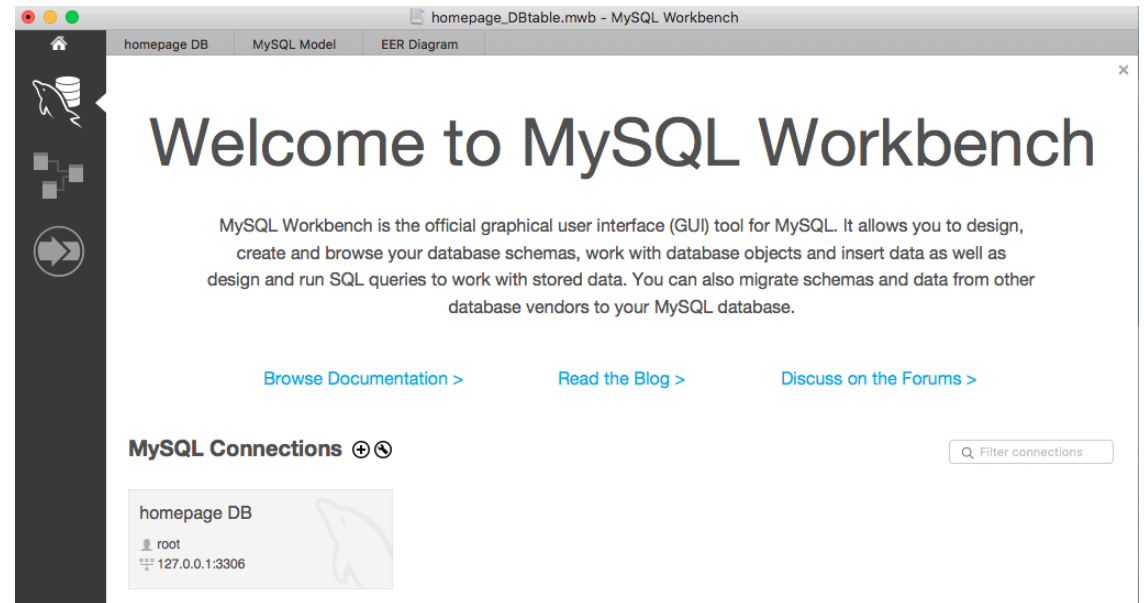 homepage_DBtable.mwb - MySQL Workbench
homepage DB MySQL Model EER Diagram
Welcome to MySQL Workbench
MySQL Workbench is the official graphical user interface (GUI) tool for MySQL. It allows you to design,
create and browse your database schemas, work with database objects and insert data as well as
design and run SQL queries to work with stored data. You can also migrate schemas and data from other
database vendors to your MySQL database.
Browse Documentation > Read the Blog > Discuss on the Forums >
MySQL Connections
Filter connections
homepage DB
root
127.0.0.1:3306